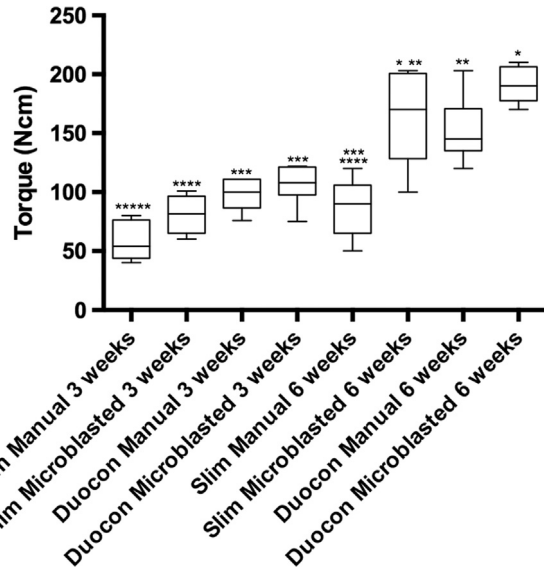 250
200
150
100
50
0
Torque (Ncm)
*****
****
***
***
***
****
* **
**
*
Manual 3 weeks
Microblasted 3 weeks
Duocon Manual 3 weeks
Duocon Microblasted 3 weeks
Slim Manual 6 weeks
Slim Microblasted 6 weeks
Duocon Manual 6 weeks
Duocon Microblasted 6 weeks